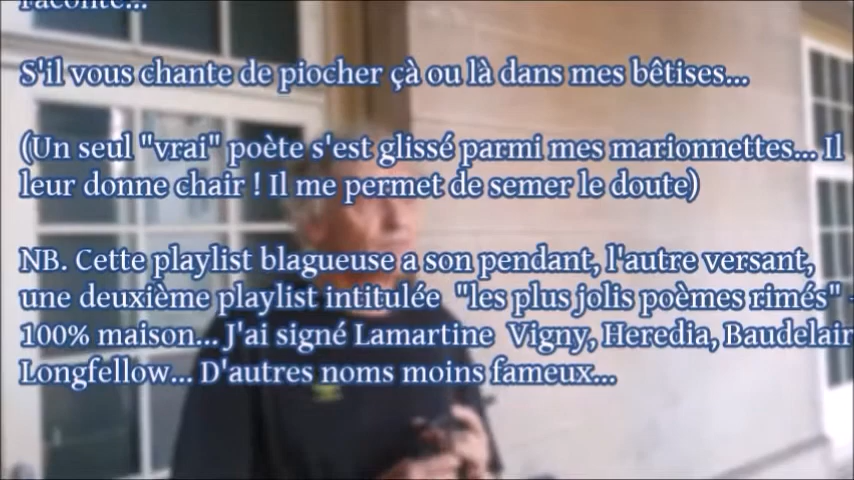 raconte...
S'il vous chante de piocher çà ou là dans mes bêtises...
(Un seul "vrai" poète s'est glissé parmi mes marionnettes... Il
leur donne chair ! Il me permet de semer le doute)
NB. Cette playlist blagueuse a son pendant, l'autre versant,
une deuxième playlist intitulée "les plus jolis poèmes rimés" -
100% maison... J'ai signé Lamartine Vigny, Heredia, Baudelair
Longfellow... D'autres noms moins fameux...